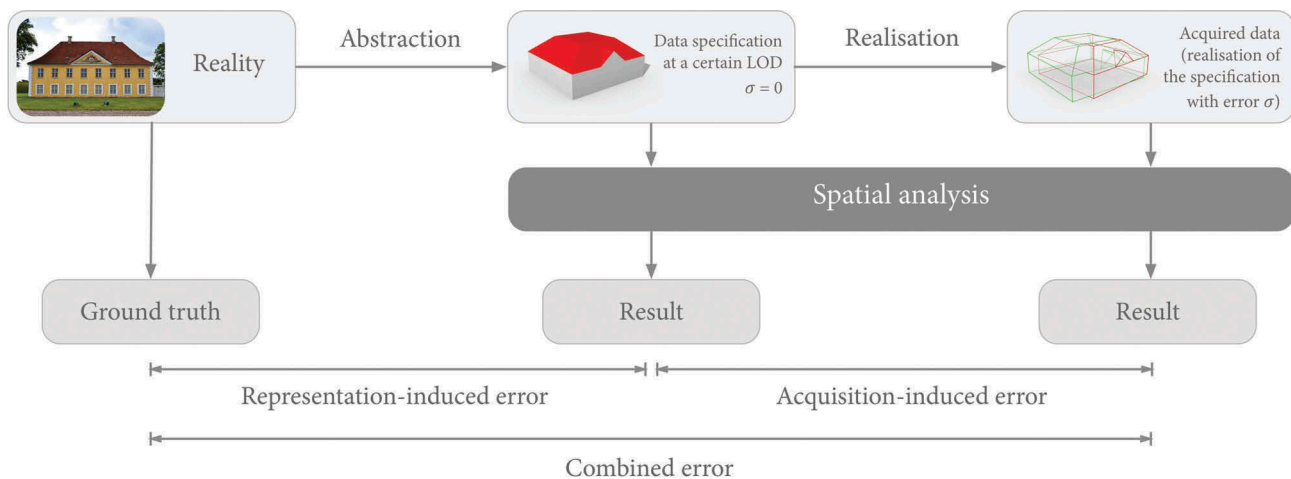 Reality
Abstraction
Data specification
at a certain LOD
σ = 0
Realisation
Acquired data
(realisation of
the specification
with error σ)
Spatial analysis
Ground truth
Result
Result
Representation-induced error
Acquisition-induced error
Combined error